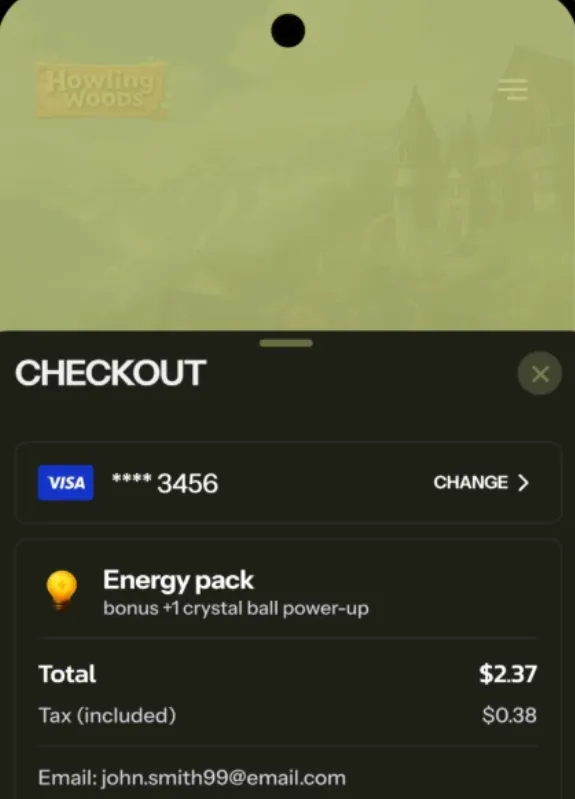 Howling
WOODS
CHECKOUT
VISA **** 3456 CHANGE
Energy pack
bonus +1 crystal ball power-up
Total $2.37
Tax (included) $0.38
Email: john.smith99@email.com